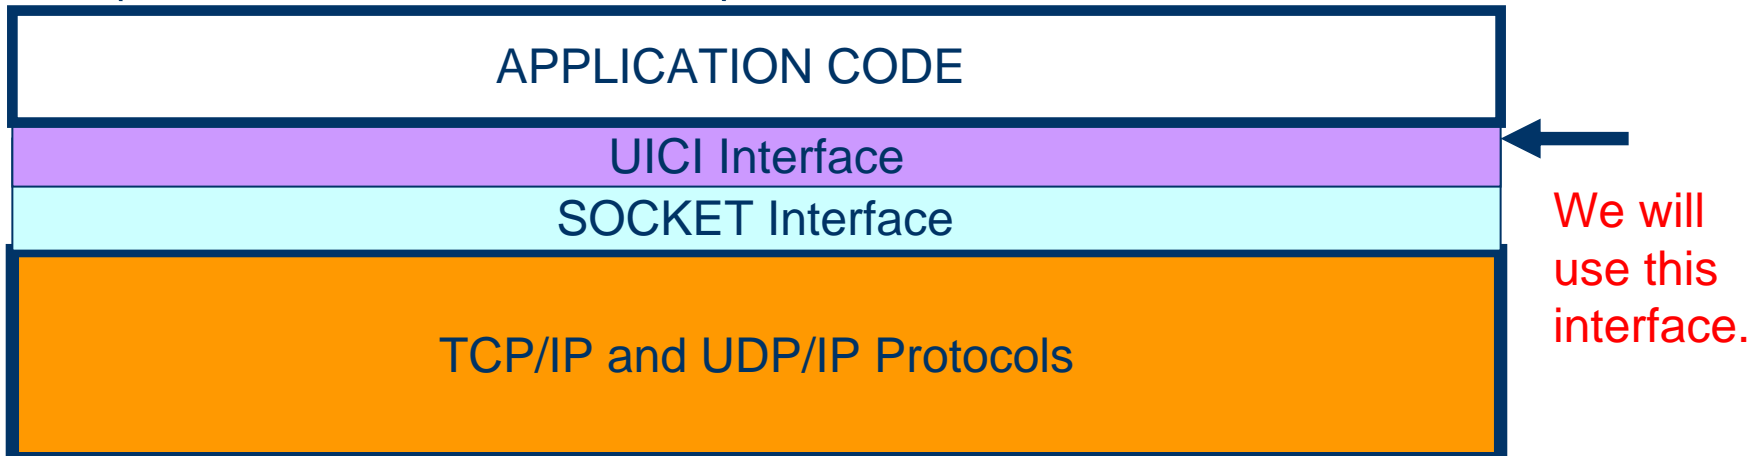 APPLICATION CODE
UICI Interface
SOCKET Interface
We will
use this
interface.
TCP/IP and UDP/IP Protocols